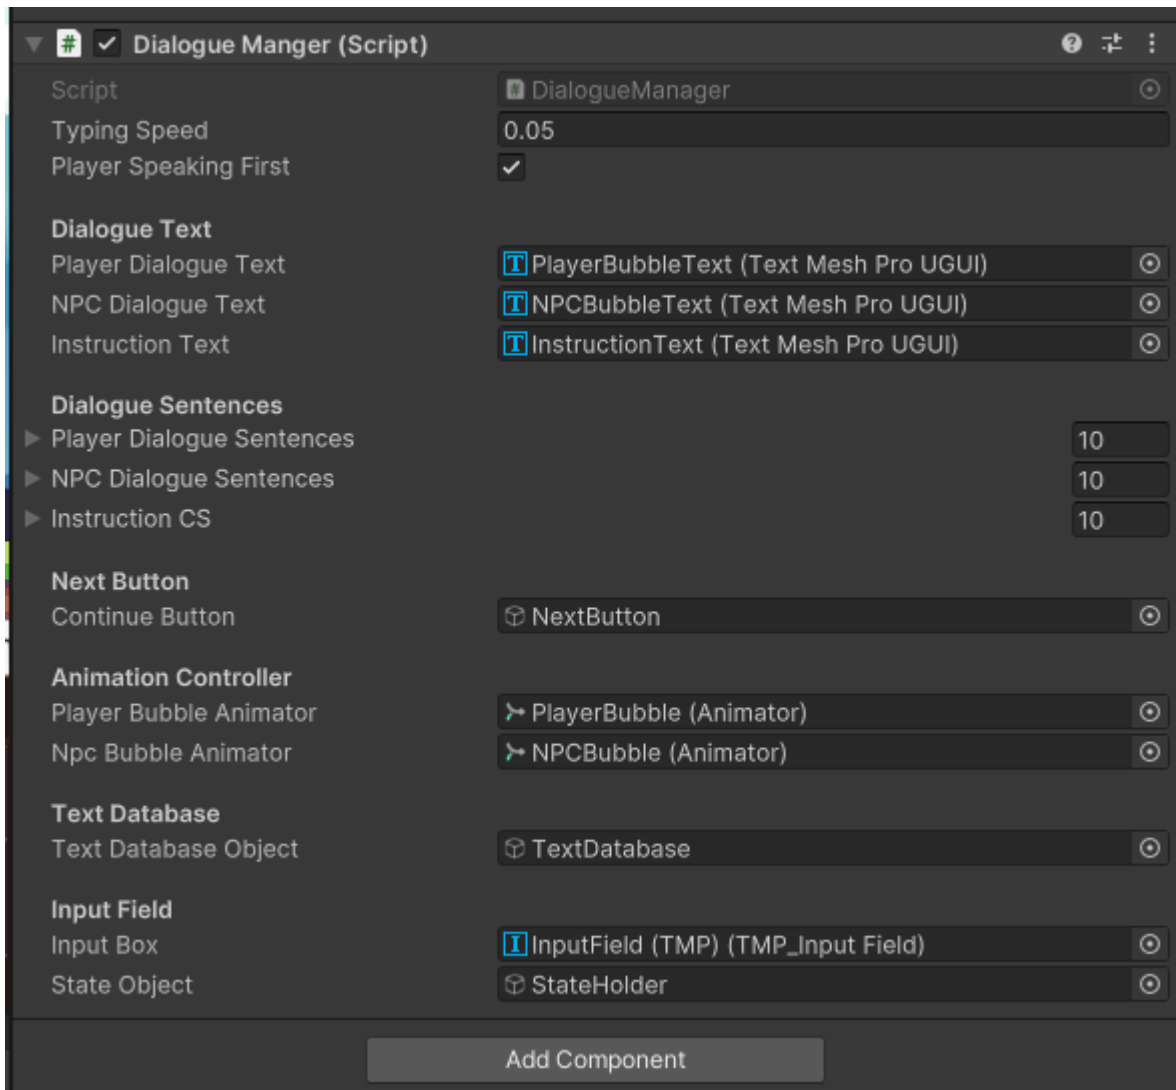 # Dialogue Manger (Script)
Script # DialogueManager
Typing Speed 0.05
Player Speaking First
Dialogue Text
Player Dialogue Text T PlayerBubbleText (Text Mesh Pro UGUI)
NPC Dialogue Text T NPCBubbleText (Text Mesh Pro UGUI)
Instruction Text T InstructionText (Text Mesh Pro UGUI)
Dialogue Sentences
Player Dialogue Sentences 10
NPC Dialogue Sentences 10
Instruction CS 10
Next Button
Continue Button NextButton
Animation Controller
Player Bubble Animator PlayerBubble (Animator)
Npc Bubble Animator NPCBubble (Animator)
Text Database
Text Database Object TextDatabase
Input Field
Input Box I InputField (TMP) (TMP_Input Field)
State Object StateHolder
Add Component